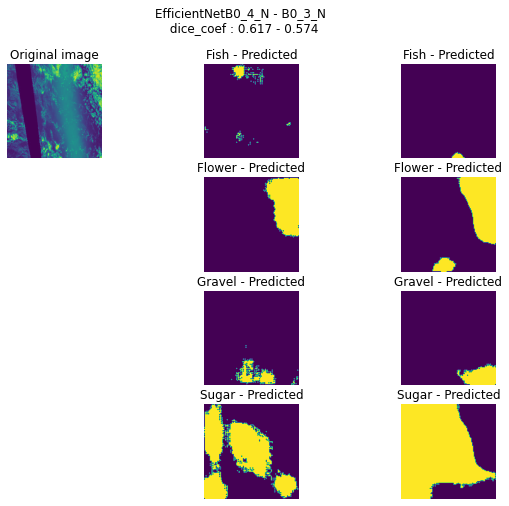 EfficientNetB0_4_N - B0_3_N
dice_coef : 0.617 - 0.574
Original image
Fish - Predicted
Fish - Predicted
Flower - Predicted
Flower - Predicted
Gravel - Predicted
Gravel - Predicted
Sugar - Predicted
Sugar - Predicted